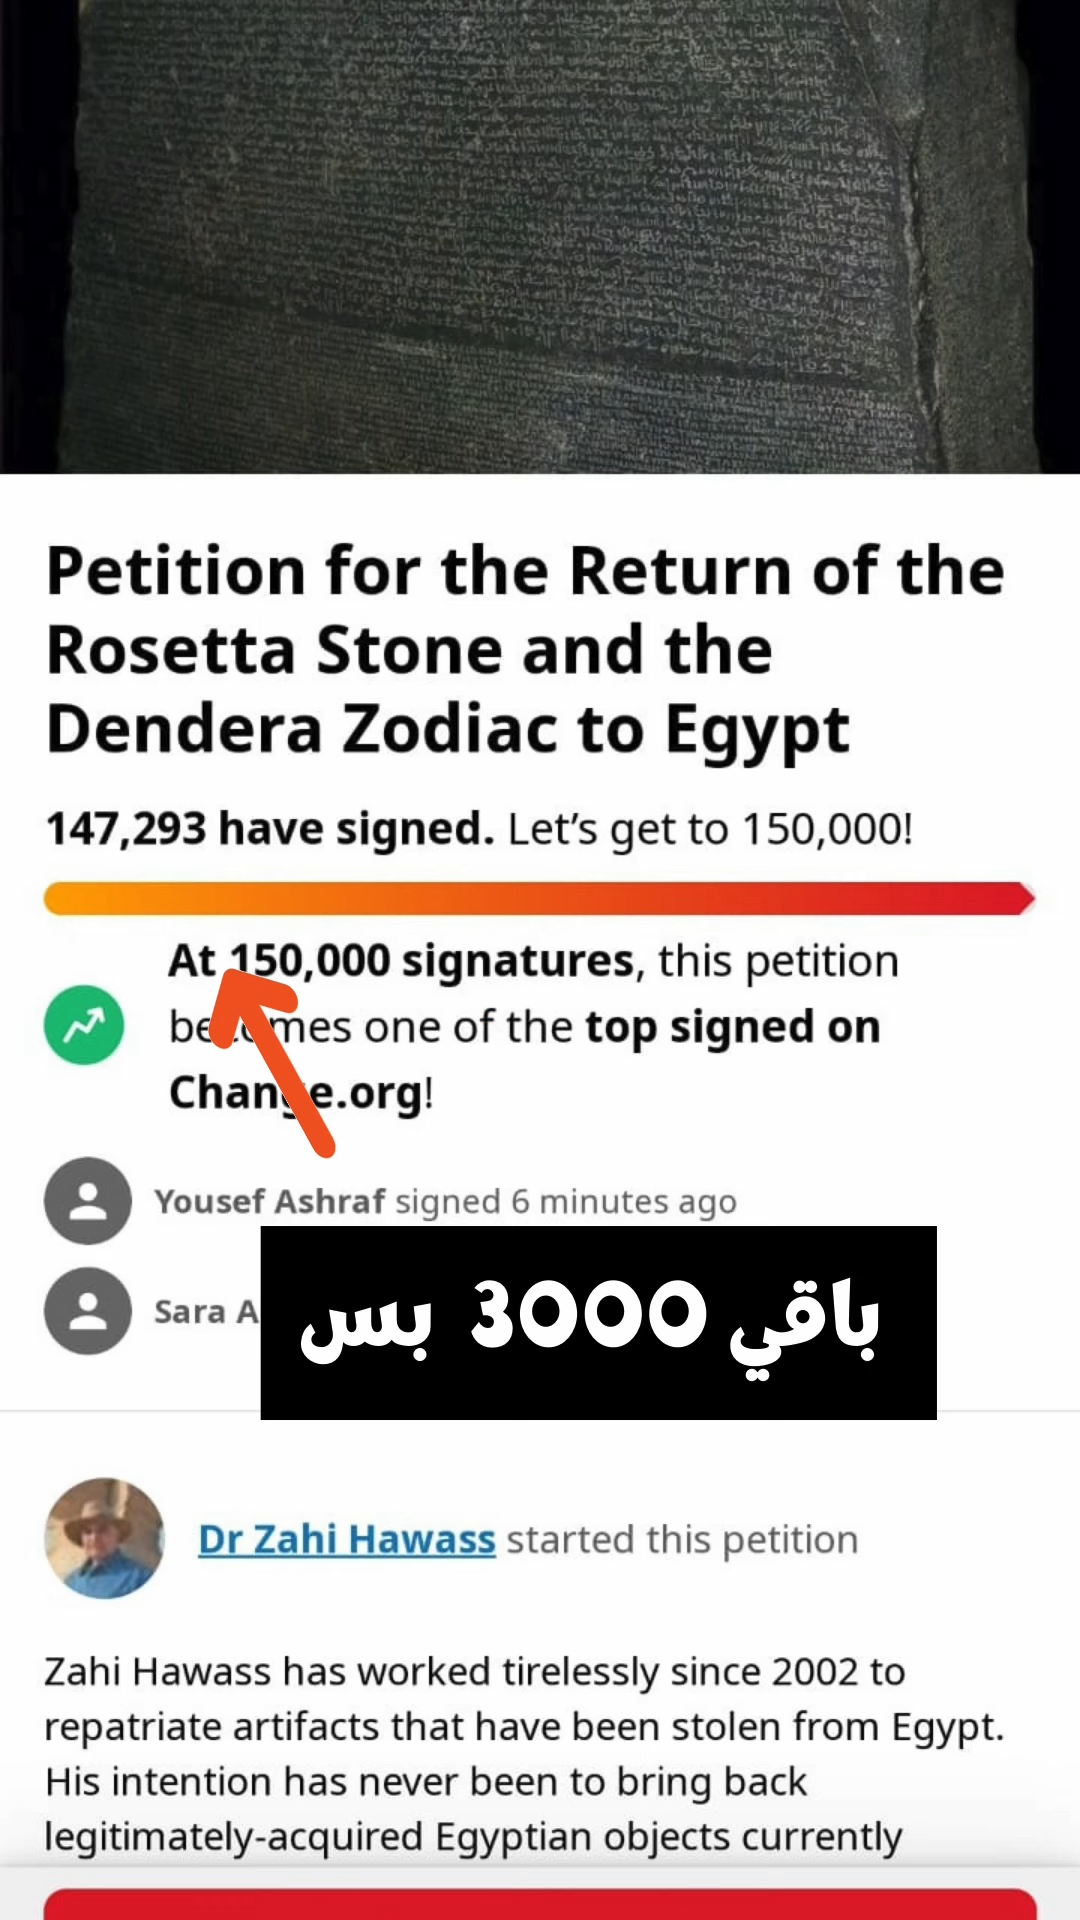 Petition for the Return of the
Rosetta Stone and the
Dendera Zodiac to Egypt
147,293 have signed. Let’s get to 150,000!
At 150,000 signatures, this petition
becomes one of the top signed on
Change.org!
Yousef Ashraf signed 6 minutes ago
Sara A
باقي 3000 بس
Dr Zahi Hawass started this petition
Zahi Hawass has worked tirelessly since 2002 to
repatriate artifacts that have been stolen from Egypt.
His intention has never been to bring back
legitimately-acquired Egyptian objects currently